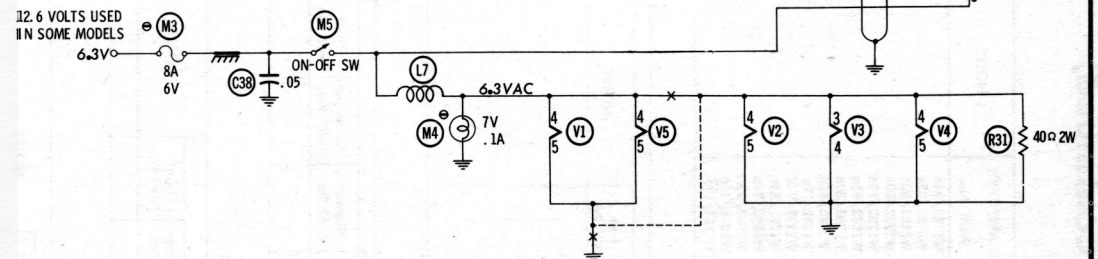 12.6 VOLTS USED
IN SOME MODELS
M3
M5
6.3V
8A
6V
C38
.05
ON-OFF SW
L7
6.3VAC
M4
7V
.1A
4
5
V1
4
5
V5
4
5
V2
3
4
V3
4
5
V4
R31
40Ω 2W